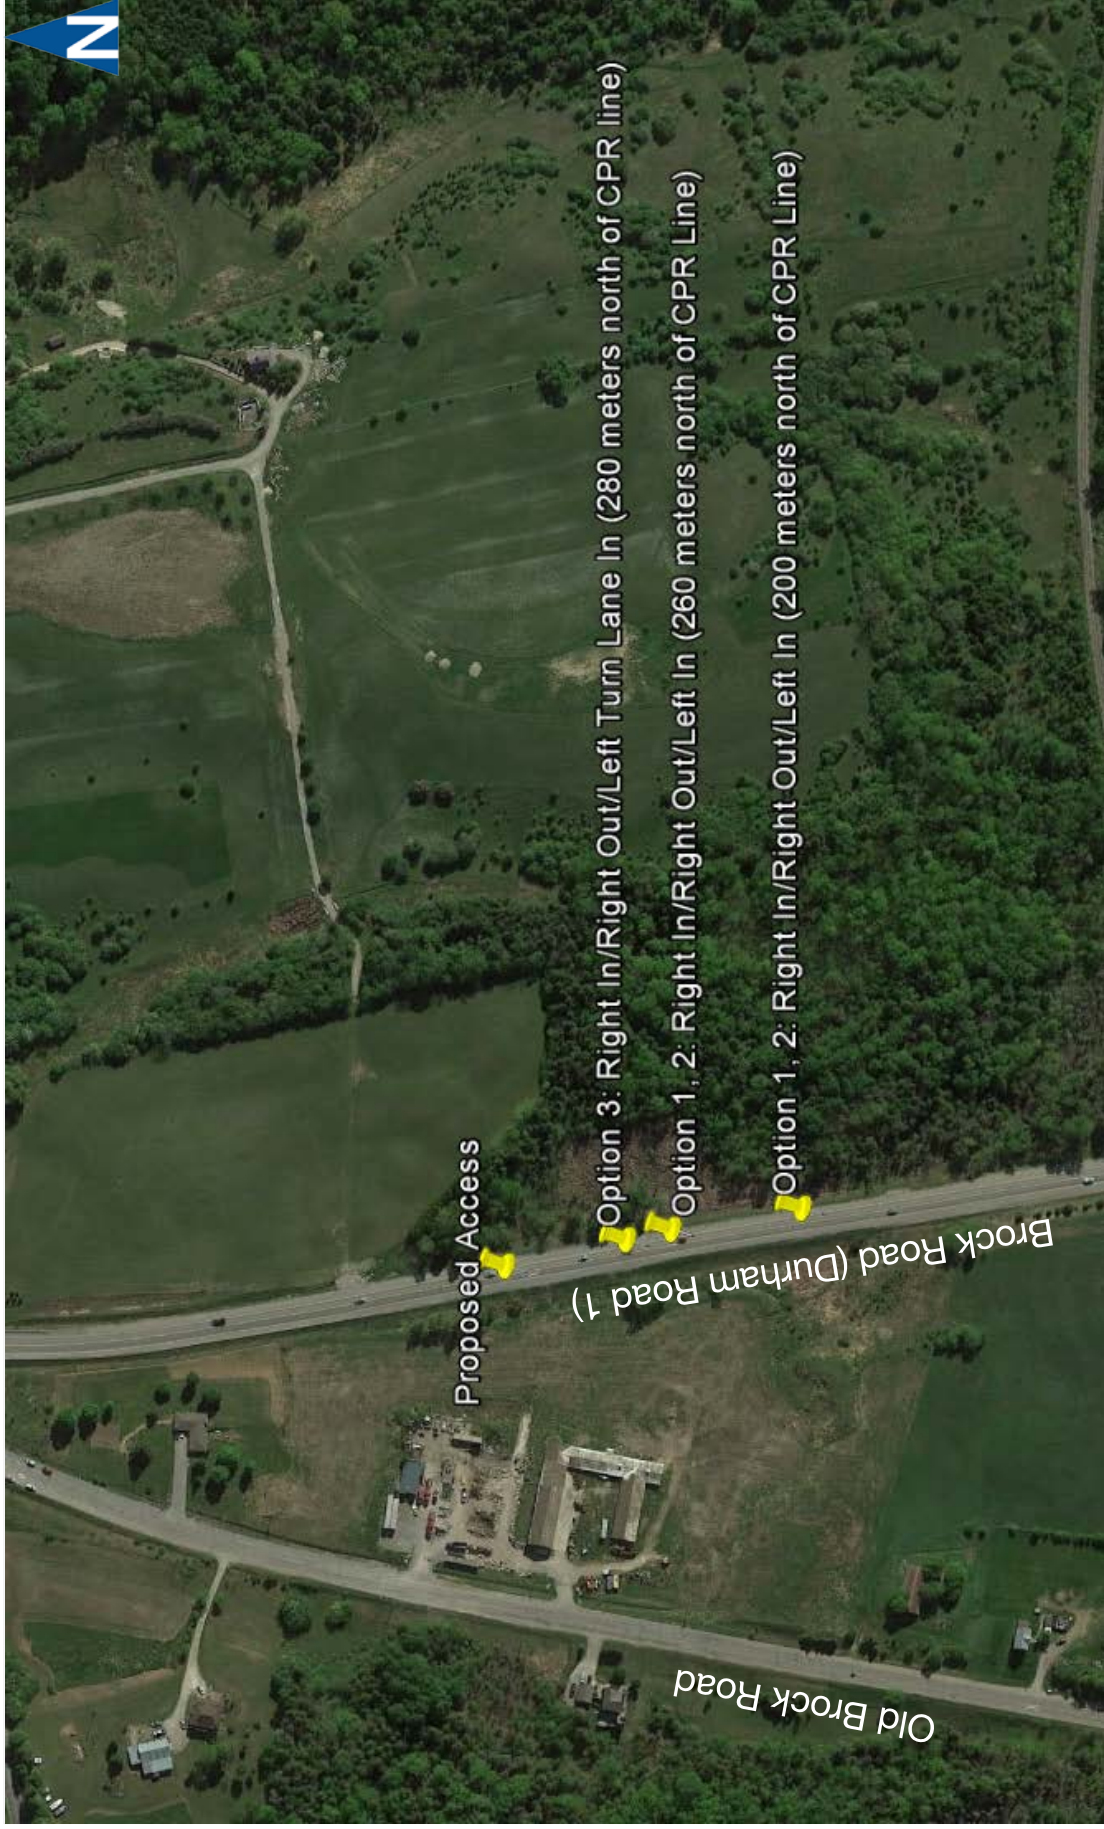 N
Option 3: Right In/Right Out/Left Turn Lane In (280 meters north of CPR line)
Option 1, 2: Right In/Right Out/Left In (260 meters north of CPR Line)
Option 1, 2: Right In/Right Out/Left In (200 meters north of CPR Line)
Proposed Access
Brock Road (Durham Road 1)
Old Brock Road